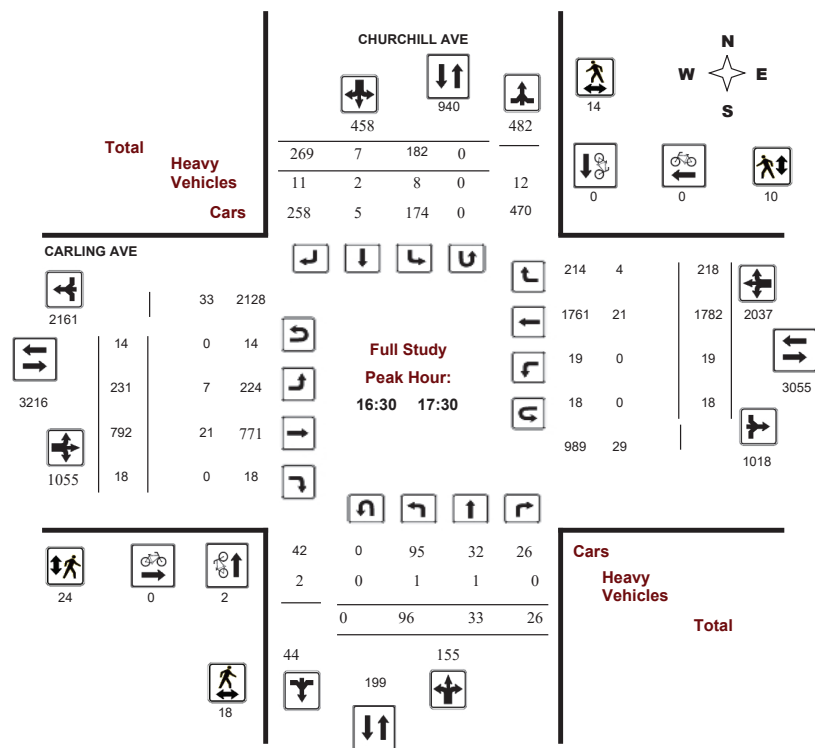 CHURCHILL AVE
N
W E
S
940
14
458 482
Total
269 7 182 0
Heavy
Vehicles
11 2 8 0 12
Cars
258 5 174 0 470
0 0 10
CARLING AVE
214 4 218
2161 33 2128
1761 21 1782 2037
14 0 14
Full Study
Peak Hour:
16:30 17:30
19 0 19
3216
231 7 224
3055
18 0 18
792 21 771
989 29
1018
1055 18 0 18
42 0 95 32 26
Cars
2 0 1 1 0
Heavy
Vehicles
24 0 2
0 96 33 26
Total
44 155
199
18